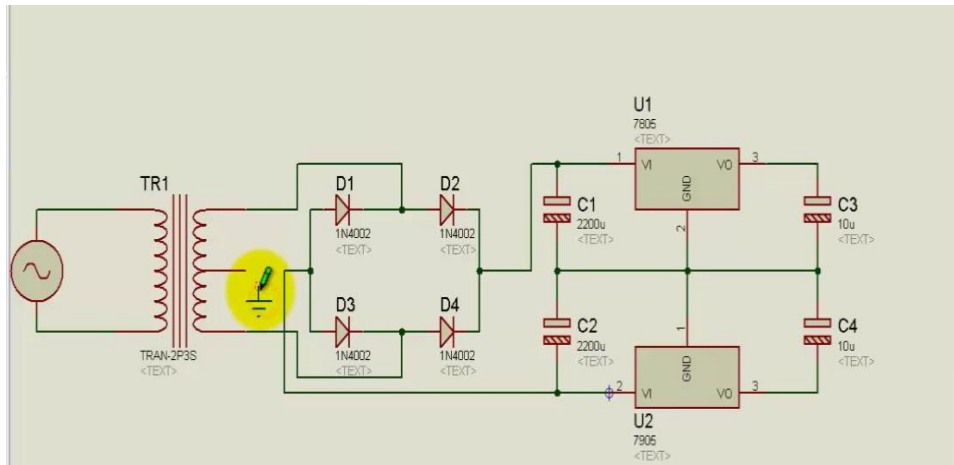 TR1
TRAN-2P3S
<TEXT>
D1
1N4002
<TEXT>
D2
1N4002
<TEXT>
D3
1N4002
<TEXT>
D4
1N4002
<TEXT>
C1
2200u
<TEXT>
C2
2200u
<TEXT>
U1
7805
<TEXT>
1
VI
VO
3
GND
2
C3
10u
<TEXT>
C4
10u
<TEXT>
1
GND
2
VI
VO
3
U2
7905
<TEXT>